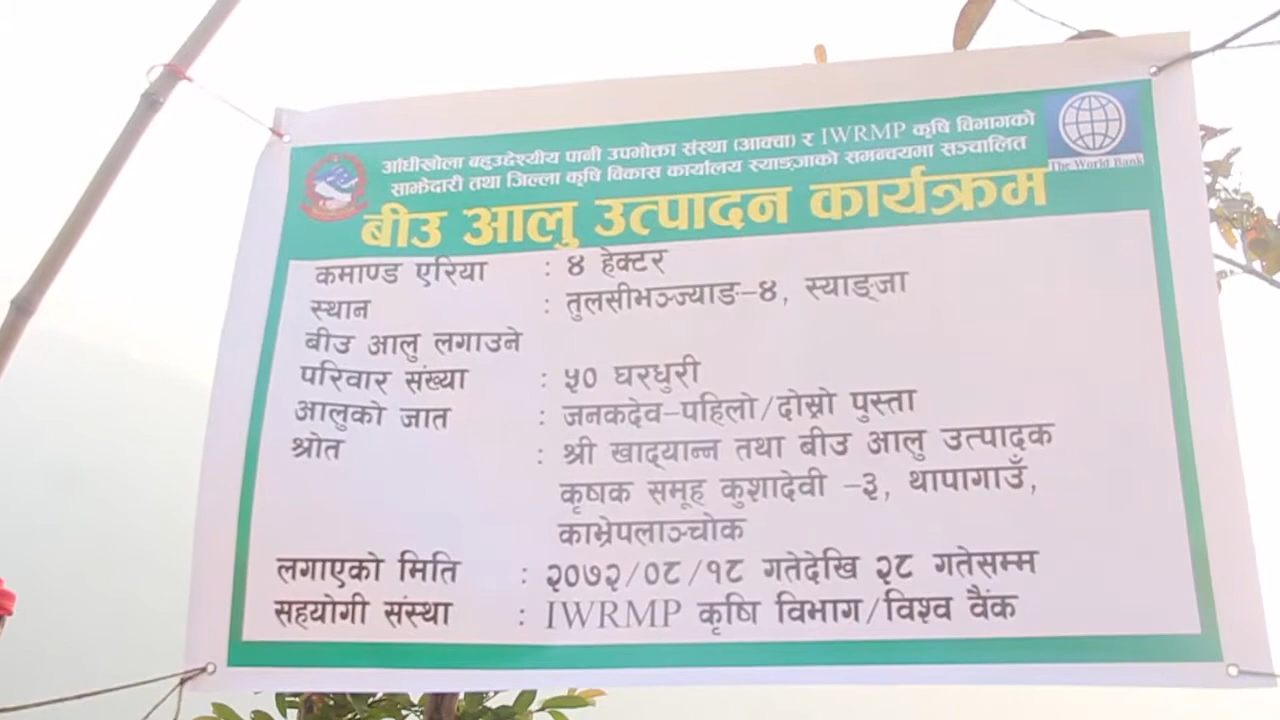 आँधीखोला बहुउद्देश्यीय पानी उपभोक्ता संस्था (आक्चा) र IWRMP कृषि विभागको
साझेदारी तथा जिल्ला कृषि विकास कार्यालय स्याङ्जाको समन्वयमा सञ्चालित
The World Bank
बीउ आलु उत्पादन कार्यक्रम
कमाण्ड एरिया : ४ हेक्टर
स्थान : तुलसीभञ्ज्याङ-४, स्याङ्जा
बीउ आलु लगाउने
परिवार संख्या : ५० घरधुरी
आलुको जात : जनकदेव-पहिलो/दोस्रो पुस्ता
श्रोत : श्री खाद्यान्न तथा बीउ आलु उत्पादक
कृषक समूह कुशादेवी -३, थापागाउँ,
काभ्रेपलाञ्चोक
लगाएको मिति : २०७२/०८/१८ गतेदेखि २८ गतेसम्म
सहयोगी संस्था : IWRMP कृषि विभाग/विश्व बैंक